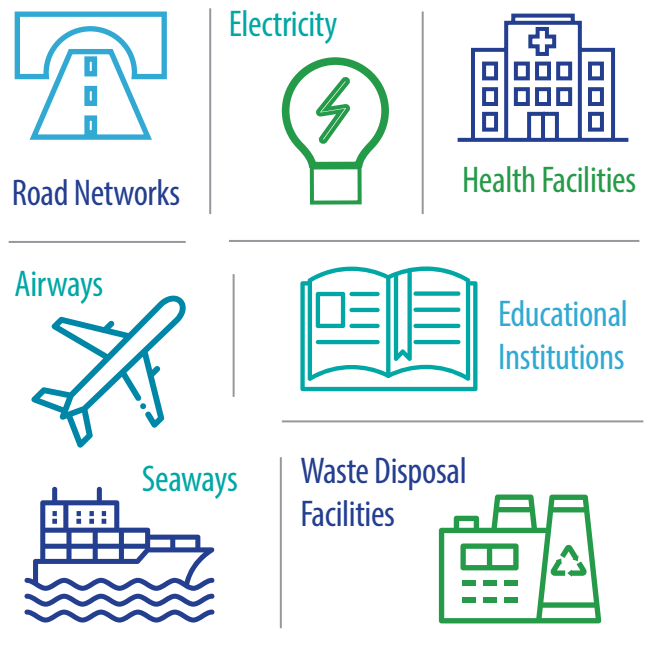 Electricity
Road Networks
Health Facilities
Airways
Educational
Institutions
Seaways
Waste Disposal
Facilities